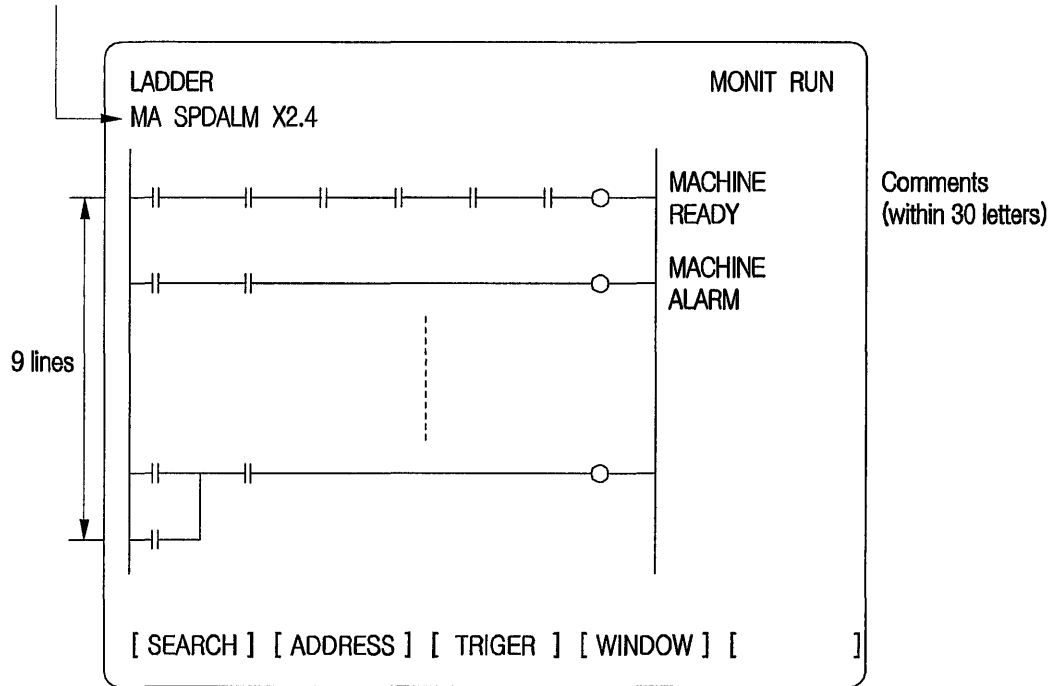 LADDER MONIT RUN
MA SPDALM X2.4
MACHINE
READY
Comments
(within 30 letters)
MACHINE
ALARM
9 lines
[ SEARCH ] [ ADDRESS ] [ TRIGER ] [ WINDOW ] [ ]